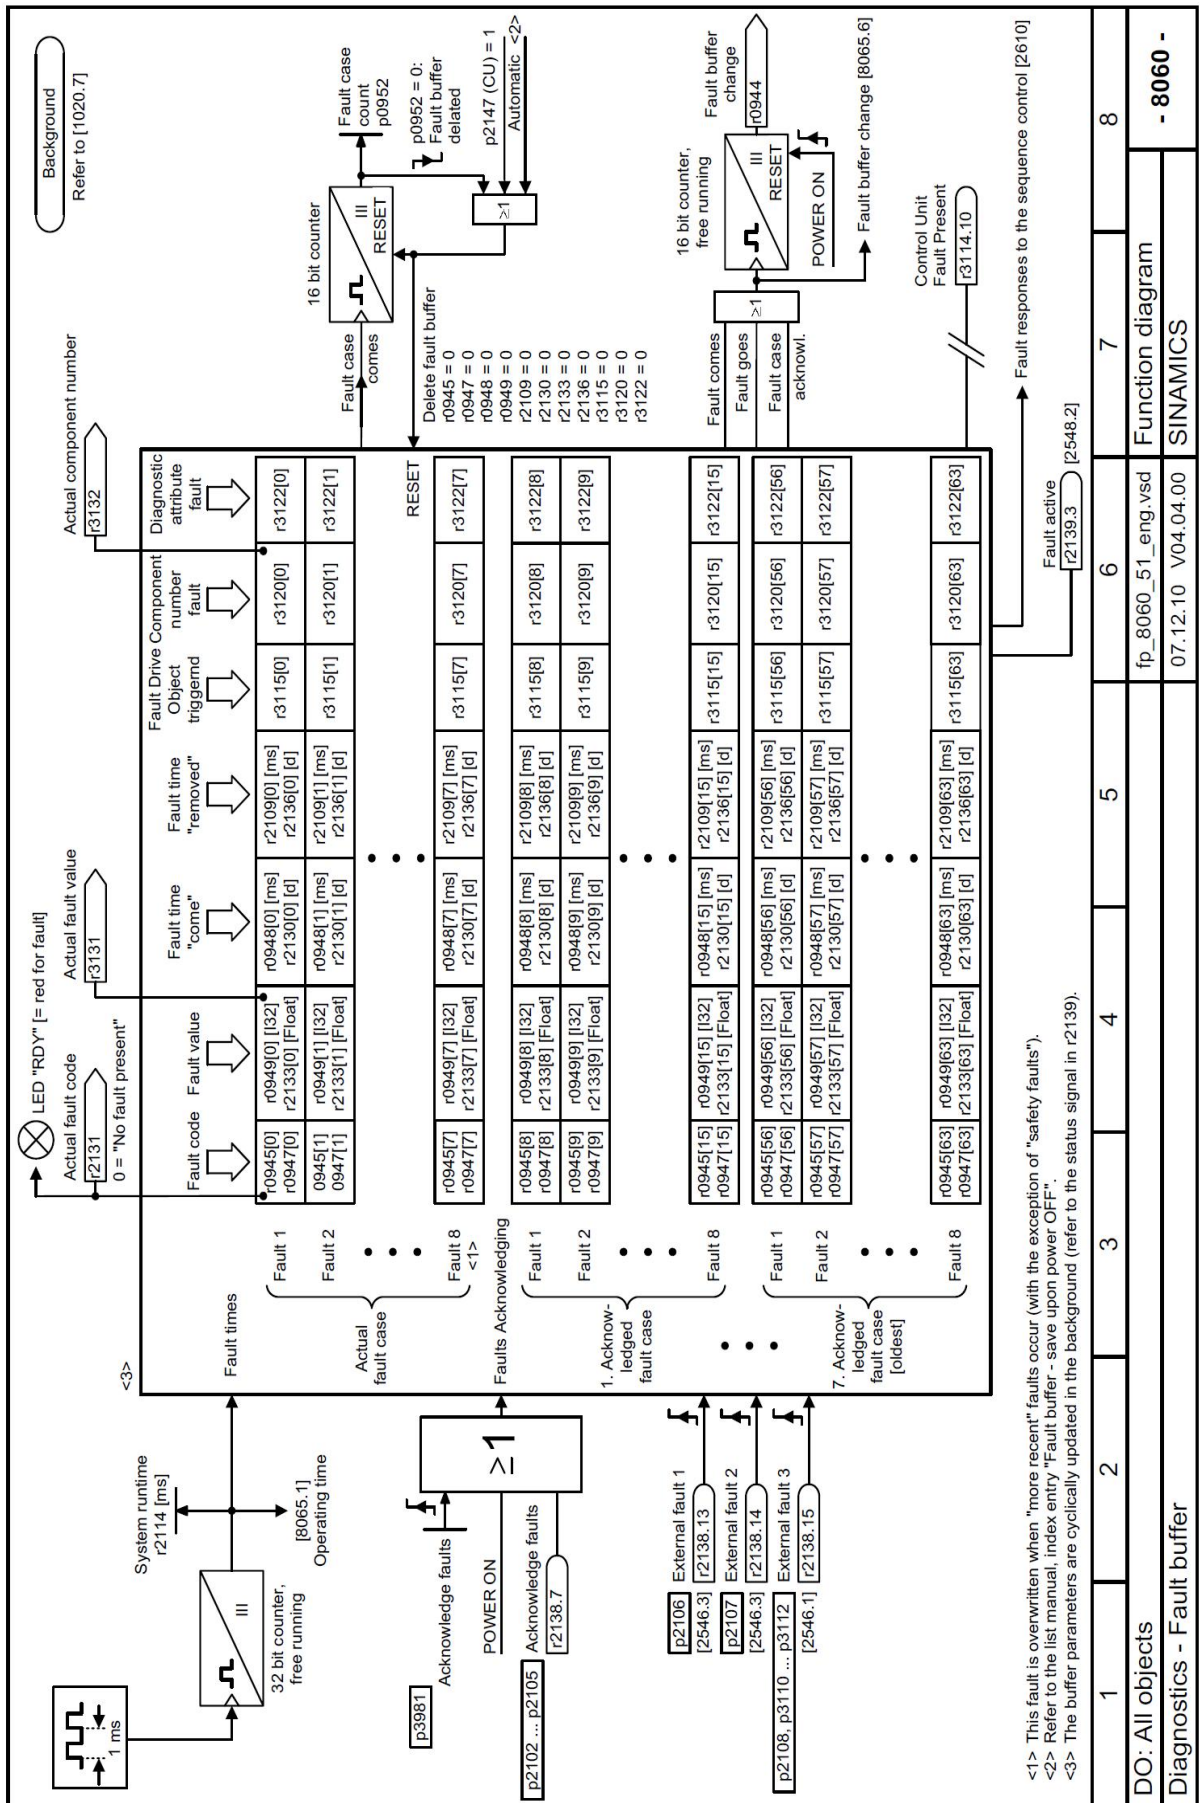 Background
Refer to [1020.7]
1 ms
32 bit counter,
free running
III
System runtime
r2114 [ms]
[8065.1]
Operating time
<3>
Fault times
LED "RDY" [= red for fault]
Actual fault code
r2131
0 = "No fault present"
Actual fault value
r3131
Actual component number
r3132
Fault code
Fault value
Fault time
"come"
Fault time
"removed"
Fault Drive
Object
triggernd
Component
number
fault
Diagnostic
attribute
fault
Actual
fault case
Fault 1
r0945[0]
r0947[0]
r0949[0] [I32]
r2133[0] [Float]
r0948[0] [ms]
r2130[0] [d]
r2109[0] [ms]
r2136[0] [d]
r3115[0]
r3120[0]
r3122[0]
Fault 2
0945[1]
0947[1]
r0949[1] [I32]
r2133[1] [Float]
r0948[1] [ms]
r2130[1] [d]
r2109[1] [ms]
r2136[1] [d]
r3115[1]
r3120[1]
r3122[1]
Fault 8
<1>
r0945[7]
r0947[7]
r0949[7] [I32]
r2133[7] [Float]
r0948[7] [ms]
r2130[7] [d]
r2109[7] [ms]
r2136[7] [d]
r3115[7]
r3120[7]
r3122[7]
RESET
Faults Acknowledging
1. Acknow-
ledged
fault case
Fault 1
r0945[8]
r0947[8]
r0949[8] [I32]
r2133[8] [Float]
r0948[8] [ms]
r2130[8] [d]
r2109[8] [ms]
r2136[8] [d]
r3115[8]
r3120[8]
r3122[8]
Fault 2
r0945[9]
r0947[9]
r0949[9] [I32]
r2133[9] [Float]
r0948[9] [ms]
r2130[9] [d]
r2109[9] [ms]
r2136[9] [d]
r3115[9]
r3120[9]
r3122[9]
Fault 8
r0945[15]
r0947[15]
r0949[15] [I32]
r2133[15] [Float]
r0948[15] [ms]
r2130[15] [d]
r2109[15] [ms]
r2136[15] [d]
r3115[15]
r3120[15]
r3122[15]
7. Acknow-
ledged
fault case
[oldest]
Fault 1
r0945[56]
r0947[56]
r0949[56] [I32]
r2133[56] [Float]
r0948[56] [ms]
r2130[56] [d]
r2109[56] [ms]
r2136[56] [d]
r3115[56]
r3120[56]
r3122[56]
Fault 2
r0945[57]
r0947[57]
r0949[57] [I32]
r2133[57] [Float]
r0948[57] [ms]
r2130[57] [d]
r2109[57] [ms]
r2136[57] [d]
r3115[57]
r3120[57]
r3122[57]
Fault 8
r0945[63]
r0947[63]
r0949[63] [I32]
r2133[63] [Float]
r0948[63] [ms]
r2130[63] [d]
r2109[63] [ms]
r2136[63] [d]
r3115[63]
r3120[63]
r3122[63]
p3981
Acknowledge faults
POWER ON
p2102 ... p2105
Acknowledge faults
r2138.7
≥1
p2106
External fault 1
[2546.3]
r2138.13
p2107
External fault 2
[2546.3]
r2138.14
p2108, p3110 ... p3112
External fault 3
[2546.1]
r2138.15
Fault case
comes
16 bit counter
III
RESET
Fault case
count
p0952
p0952 = 0:
Fault buffer
delated
p2147 (CU) = 1
Automatic <2>
≥1
Delete fault buffer
r0945 = 0
r0947 = 0
r0948 = 0
r0949 = 0
r2109 = 0
r2130 = 0
r2133 = 0
r2136 = 0
r3115 = 0
r3120 = 0
r3122 = 0
Fault comes
Fault goes
Fault case
acknowl.
≥1
16 bit counter,
free running
III
RESET
POWER ON
Fault buffer
change
r0944
Fault buffer change [8065.6]
Control Unit
Fault Present
r3114.10
Fault responses to the sequence control [2610]
Fault active
r2139.3
[2548.2]
<1> This fault is overwritten when "more recent" faults occur (with the exception of "safety faults").
<2> Refer to the list manual, index entry "Fault buffer - save upon power OFF".
<3> The buffer parameters are cyclically updated in the background (refer to the status signal in r2139).
1 2 3 4 5 6 7 8
DO: All objects
fp_8060_51_eng.vsd
Function diagram
- 8060 -
Diagnostics - Fault buffer
07.12.10 V04.04.00
SINAMICS